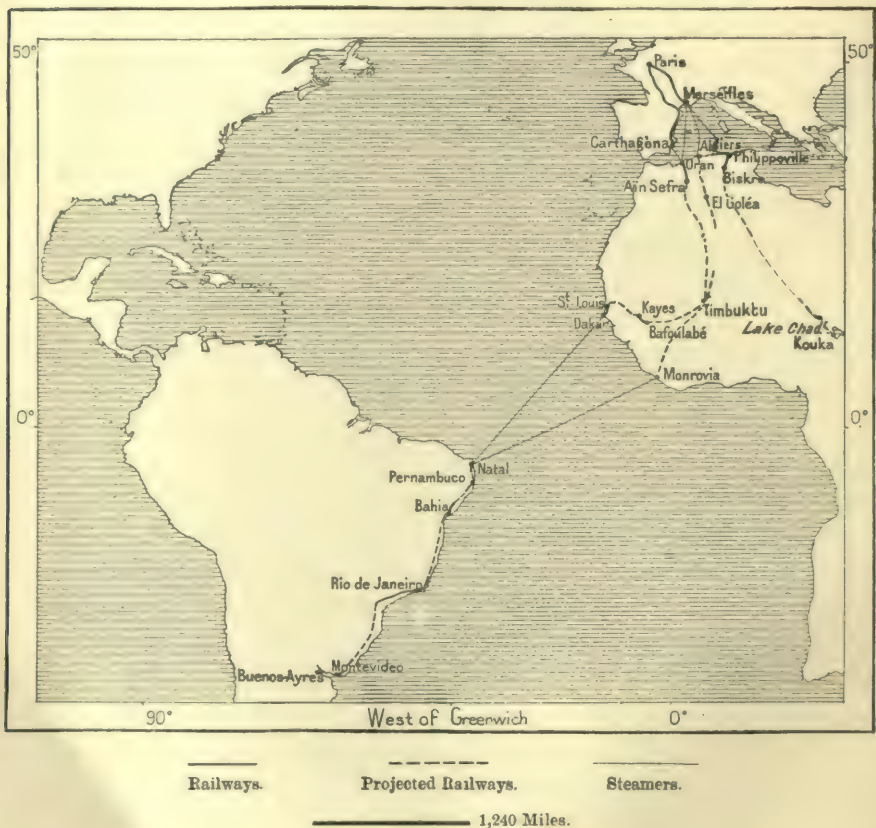 50°
50°
Paris
Marseilles
Carthagena
Algiers
Oran
Philippoville
Biskra
Aïn Sefra
El Goléa
St. Louis
Kayes
Timbuktu
Dakar
Bafoulabé
Lake Chad
Kouka
Monrovia
0°
0°
Natal
Pernambuco
Bahia
Rio de Janeiro
Montevideo
Buenos-Ayres
90°
West of Greenwich
0°
Railways.
Projected Railways.
Steamers.
1,240 Miles.